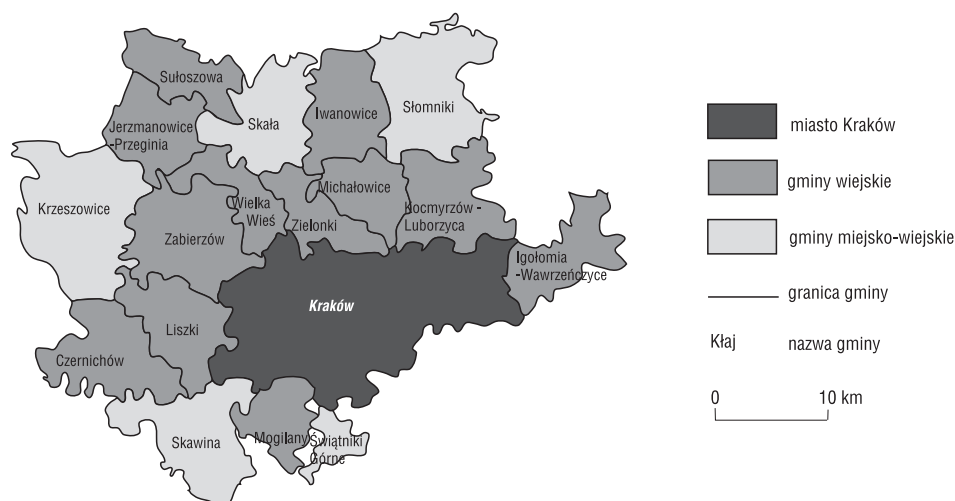 Sułoszowa
Jerzmanowice
-Przeginia
Skała
Iwanowice
Słomniki
Krzeszowice
Zabierzów
Wielka
Wieś
Zielonki
Michałowice
Kocmyrzów -
Luborzyca
Igołomia
-Wawrzeńczyce
Kraków
Liszki
Czernichów
Skawina
Mogilany
Świątniki
Górne
miasto Kraków
gminy wiejskie
gminy miejsko-wiejskie
granica gminy
Kłaj nazwa gminy
0 10 km